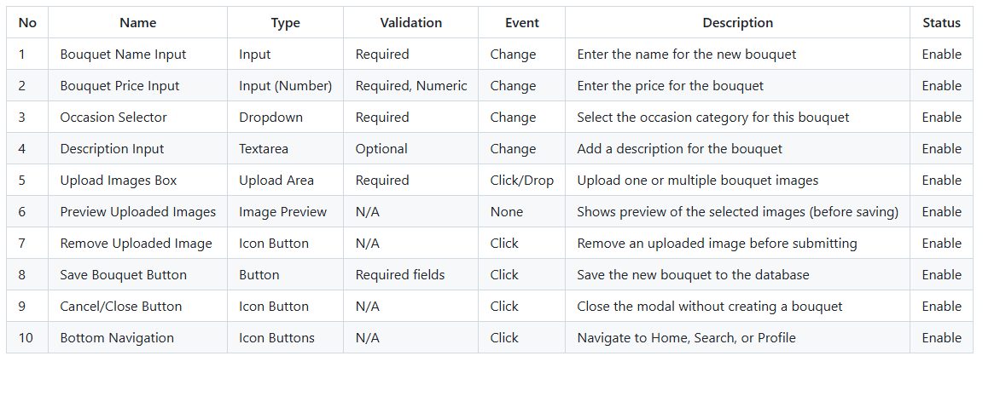 No Name Type Validation Event Description Status
1 Bouquet Name Input Input Required Change Enter the name for the new bouquet Enable
2 Bouquet Price Input Input (Number) Required, Numeric Change Enter the price for the bouquet Enable
3 Occasion Selector Dropdown Required Change Select the occasion category for this bouquet Enable
4 Description Input Textarea Optional Change Add a description for the bouquet Enable
5 Upload Images Box Upload Area Required Click/Drop Upload one or multiple bouquet images Enable
6 Preview Uploaded Images Image Preview N/A None Shows preview of the selected images (before saving) Enable
7 Remove Uploaded Image Icon Button N/A Click Remove an uploaded image before submitting Enable
8 Save Bouquet Button Button Required fields Click Save the new bouquet to the database Enable
9 Cancel/Close Button Icon Button N/A Click Close the modal without creating a bouquet Enable
10 Bottom Navigation Icon Buttons N/A Click Navigate to Home, Search, or Profile Enable